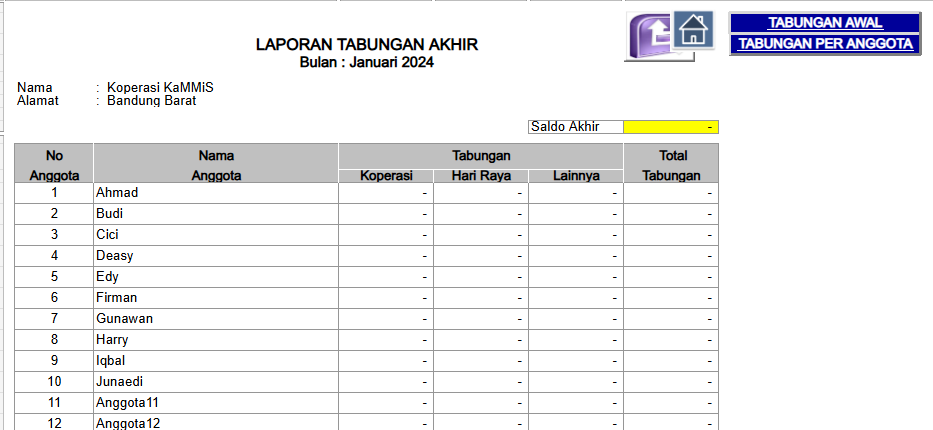 LAPORAN TABUNGAN AKHIR
Bulan : Januari 2024
TABUNGAN AWAL
TABUNGAN PER ANGGOTA
Nama : Koperasi KaMMiS
Alamat : Bandung Barat
Saldo Akhir -
No Nama Tabungan Total
Anggota Anggota Koperasi Hari Raya Lainnya Tabungan
1 Ahmad - - - -
2 Budi - - - -
3 Cici - - - -
4 Deasy - - - -
5 Edy - - - -
6 Firman - - - -
7 Gunawan - - - -
8 Harry - - - -
9 Iqbal - - - -
10 Junaedi - - - -
11 Anggota11 - - - -
12 Anggota12 - - - -